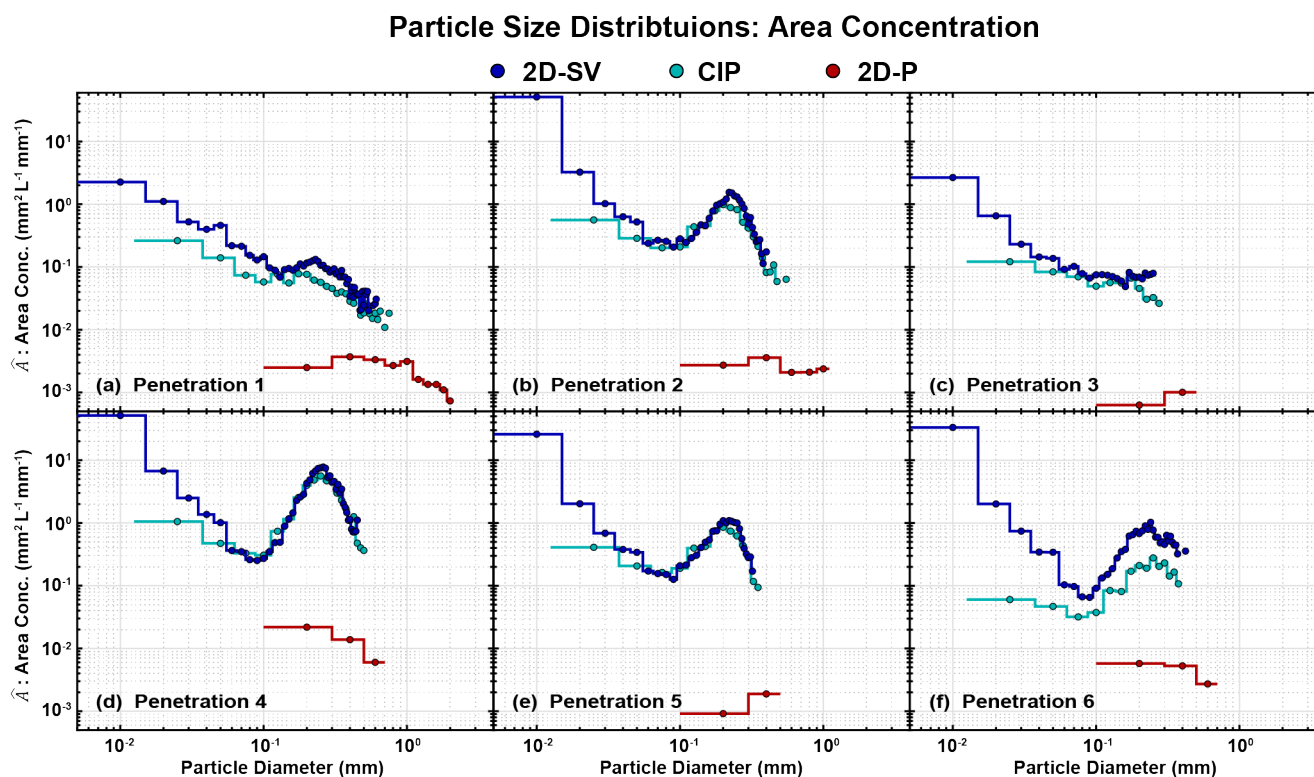 Particle Size Distribtuions: Area Concentration
2D-SV CIP 2D-P
Â : Area Conc. (mm² L⁻¹ mm⁻¹)
10¹
10⁰
10⁻¹
10⁻²
10⁻³
(a) Penetration 1
(b) Penetration 2
(c) Penetration 3
Â : Area Conc. (mm² L⁻¹ mm⁻¹)
10¹
10⁰
10⁻¹
10⁻²
10⁻³
(d) Penetration 4
(e) Penetration 5
(f) Penetration 6
10⁻² 10⁻¹ 10⁰ 10⁻² 10⁻¹ 10⁰ 10⁻² 10⁻¹ 10⁰
Particle Diameter (mm) Particle Diameter (mm) Particle Diameter (mm)